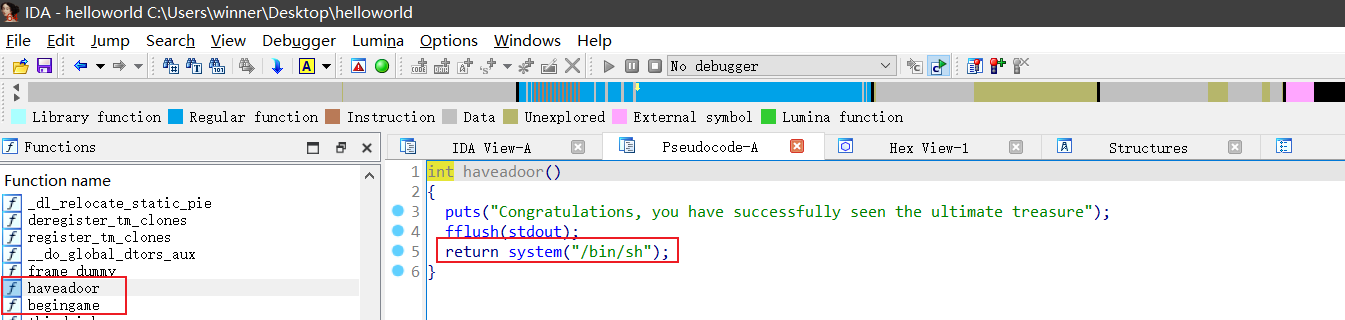 IDA - helloworld C:\Users\winner\Desktop\helloworld
File Edit Jump Search View Debugger Lumina Options Windows Help
No debugger
Library function Regular function Instruction Data Unexplored External symbol Lumina function
Functions
IDA View-A Pseudocode-A Hex View-1 Structures
Function name
_dl_relocate_static_pie
deregister_tm_clones
register_tm_clones
__do_global_dtors_aux
frame_dummy
haveadoor
begingame
1 int haveadoor()
2 {
3 puts("Congratulations, you have successfully seen the ultimate treasure");
4 fflush(stdout);
5 return system("/bin/sh");
6 }